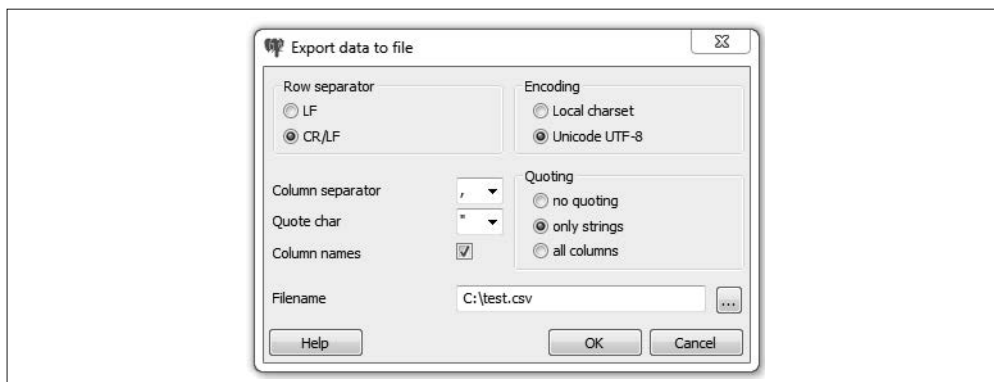 Export data to file
Row separator
LF
CR/LF
Encoding
Local charset
Unicode UTF-8
Column separator ,
Quote char "
Column names
Quoting
no quoting
only strings
all columns
Filename C:\test.csv ...
Help OK Cancel